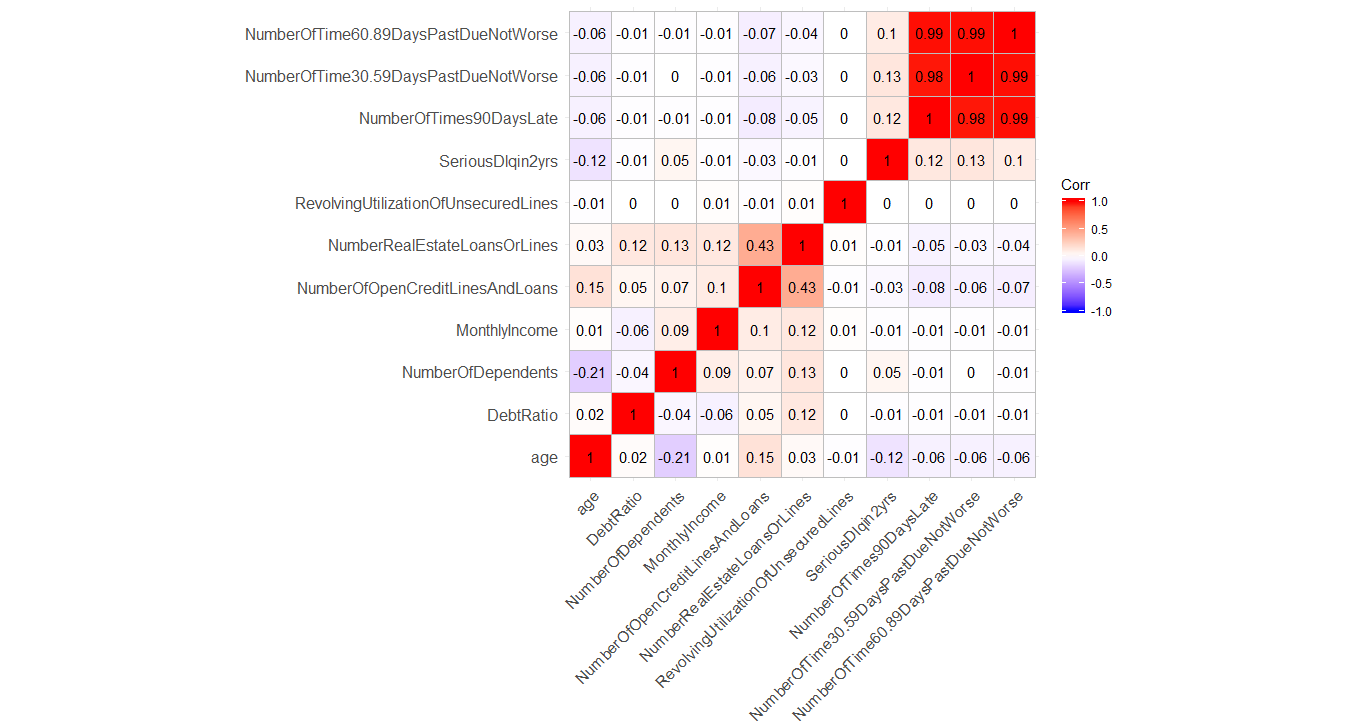 NumberOfTime60.89DaysPastDueNotWorse -0.06 -0.01 -0.01 -0.01 -0.07 -0.04 0 0.1 0.99 0.99 1
NumberOfTime30.59DaysPastDueNotWorse -0.06 -0.01 0 -0.01 -0.06 -0.03 0 0.13 0.98 1 0.99
NumberOfTimes90DaysLate -0.06 -0.01 -0.01 -0.01 -0.08 -0.05 0 0.12 1 0.98 0.99
SeriousDlqin2yrs -0.12 -0.01 0.05 -0.01 -0.03 -0.01 0 1 0.12 0.13 0.1
RevolvingUtilizationOfUnsecuredLines -0.01 0 0 0.01 -0.01 0.01 1 0 0 0 0
NumberRealEstateLoansOrLines 0.03 0.12 0.13 0.12 0.43 1 0.01 -0.01 -0.05 -0.03 -0.04
NumberOfOpenCreditLinesAndLoans 0.15 0.05 0.07 0.1 1 0.43 -0.01 -0.03 -0.08 -0.06 -0.07
MonthlyIncome 0.01 -0.06 0.09 1 0.1 0.12 0.01 -0.01 -0.01 -0.01 -0.01
NumberOfDependents -0.21 -0.04 1 0.09 0.07 0.13 0 0.05 -0.01 0 -0.01
DebtRatio 0.02 1 -0.04 -0.06 0.05 0.12 0 -0.01 -0.01 -0.01 -0.01
age 1 0.02 -0.21 0.01 0.15 0.03 -0.01 -0.12 -0.06 -0.06 -0.06
age
DebtRatio
NumberOfDependents
MonthlyIncome
NumberOfOpenCreditLinesAndLoans
NumberRealEstateLoansOrLines
RevolvingUtilizationOfUnsecuredLines
SeriousDlqin2yrs
NumberOfTimes90DaysLate
NumberOfTime30.59DaysPastDueNotWorse
NumberOfTime60.89DaysPastDueNotWorse
Corr
1.0
0.5
0.0
-0.5
-1.0